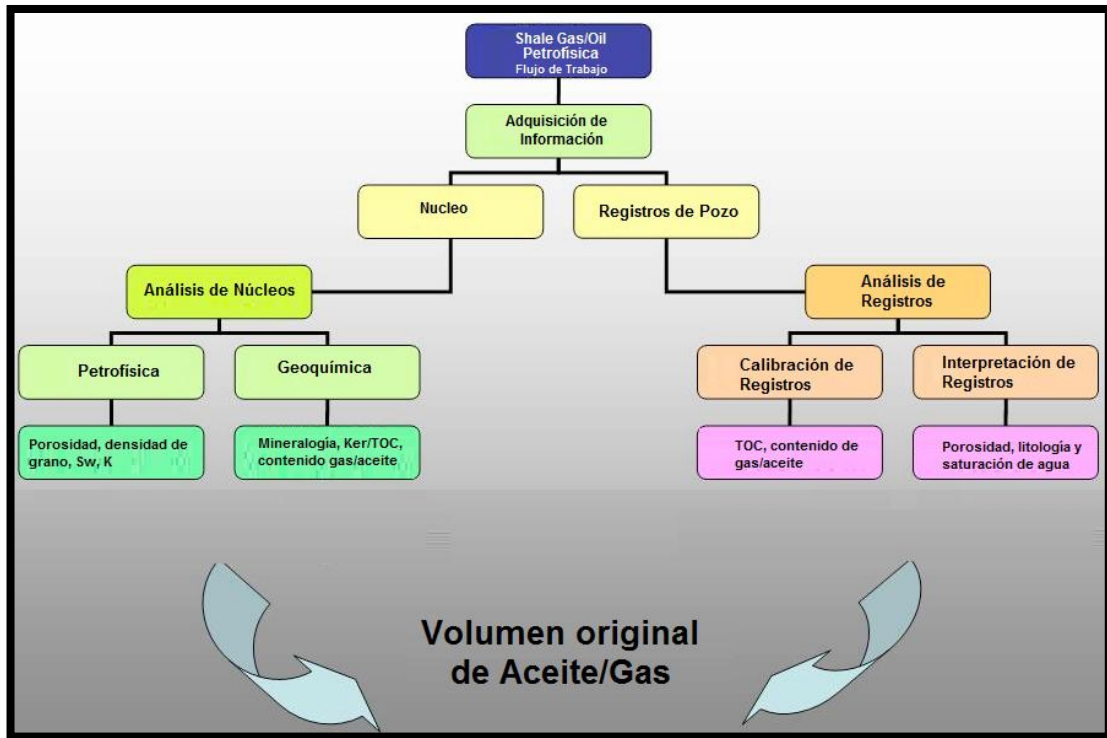 Shale Gas/Oil
Petrofísica
Flujo de Trabajo
Adquisición de
Información
Nucleo
Registros de Pozo
Análisis de Núcleos
Análisis de
Registros
Petrofísica
Geoquímica
Calibración de
Registros
Interpretación de
Registros
Porosidad, densidad de
grano, Sw, K
Mineralogía, Ker/TOC,
contenido gas/aceite
TOC, contenido de
gas/aceite
Porosidad, litología y
saturación de agua
Volumen original
de Aceite/Gas